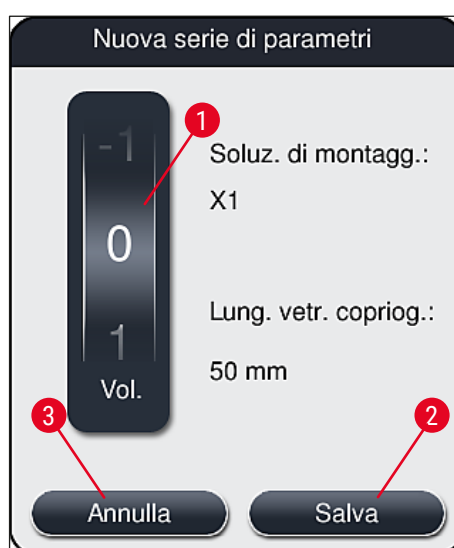 Nuova serie di parametri
1
-1
Soluz. di montagg.:
X1
0
Lung. vetr. copriog.:
1
50 mm
Vol.
3
2
Annulla
Salva